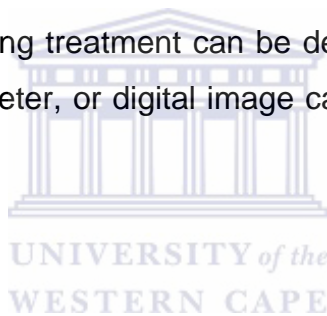 ng treatment can be de
eter, or digital image ca
UNIVERSITY of the
WESTERN CAPE